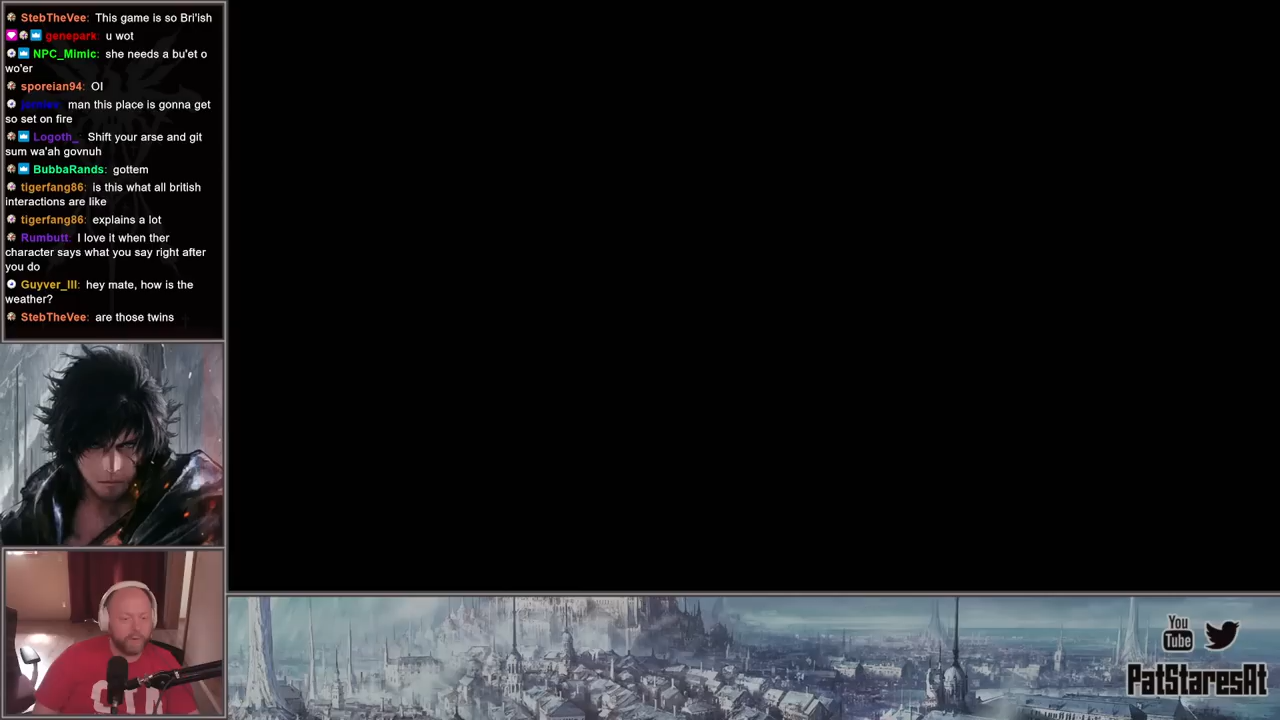 StebTheVee: This game is so Bri'ish
genepark: u wot
NPC_Mimic: she needs a bu'et o
wo'er
sporeian94: OI
man this place is gonna get
so set on fire
Logoth_: Shift your arse and git
sum wa'ah govnuh
BubbaRands: gottem
tigerfang86: is this what all british
interactions are like
tigerfang86: explains a lot
Rumbutt: I love it when ther
character says what you say right after
you do
Guyver_III: hey mate, how is the
weather?
StebTheVee: are those twins
You
Tube
PatStaresAt